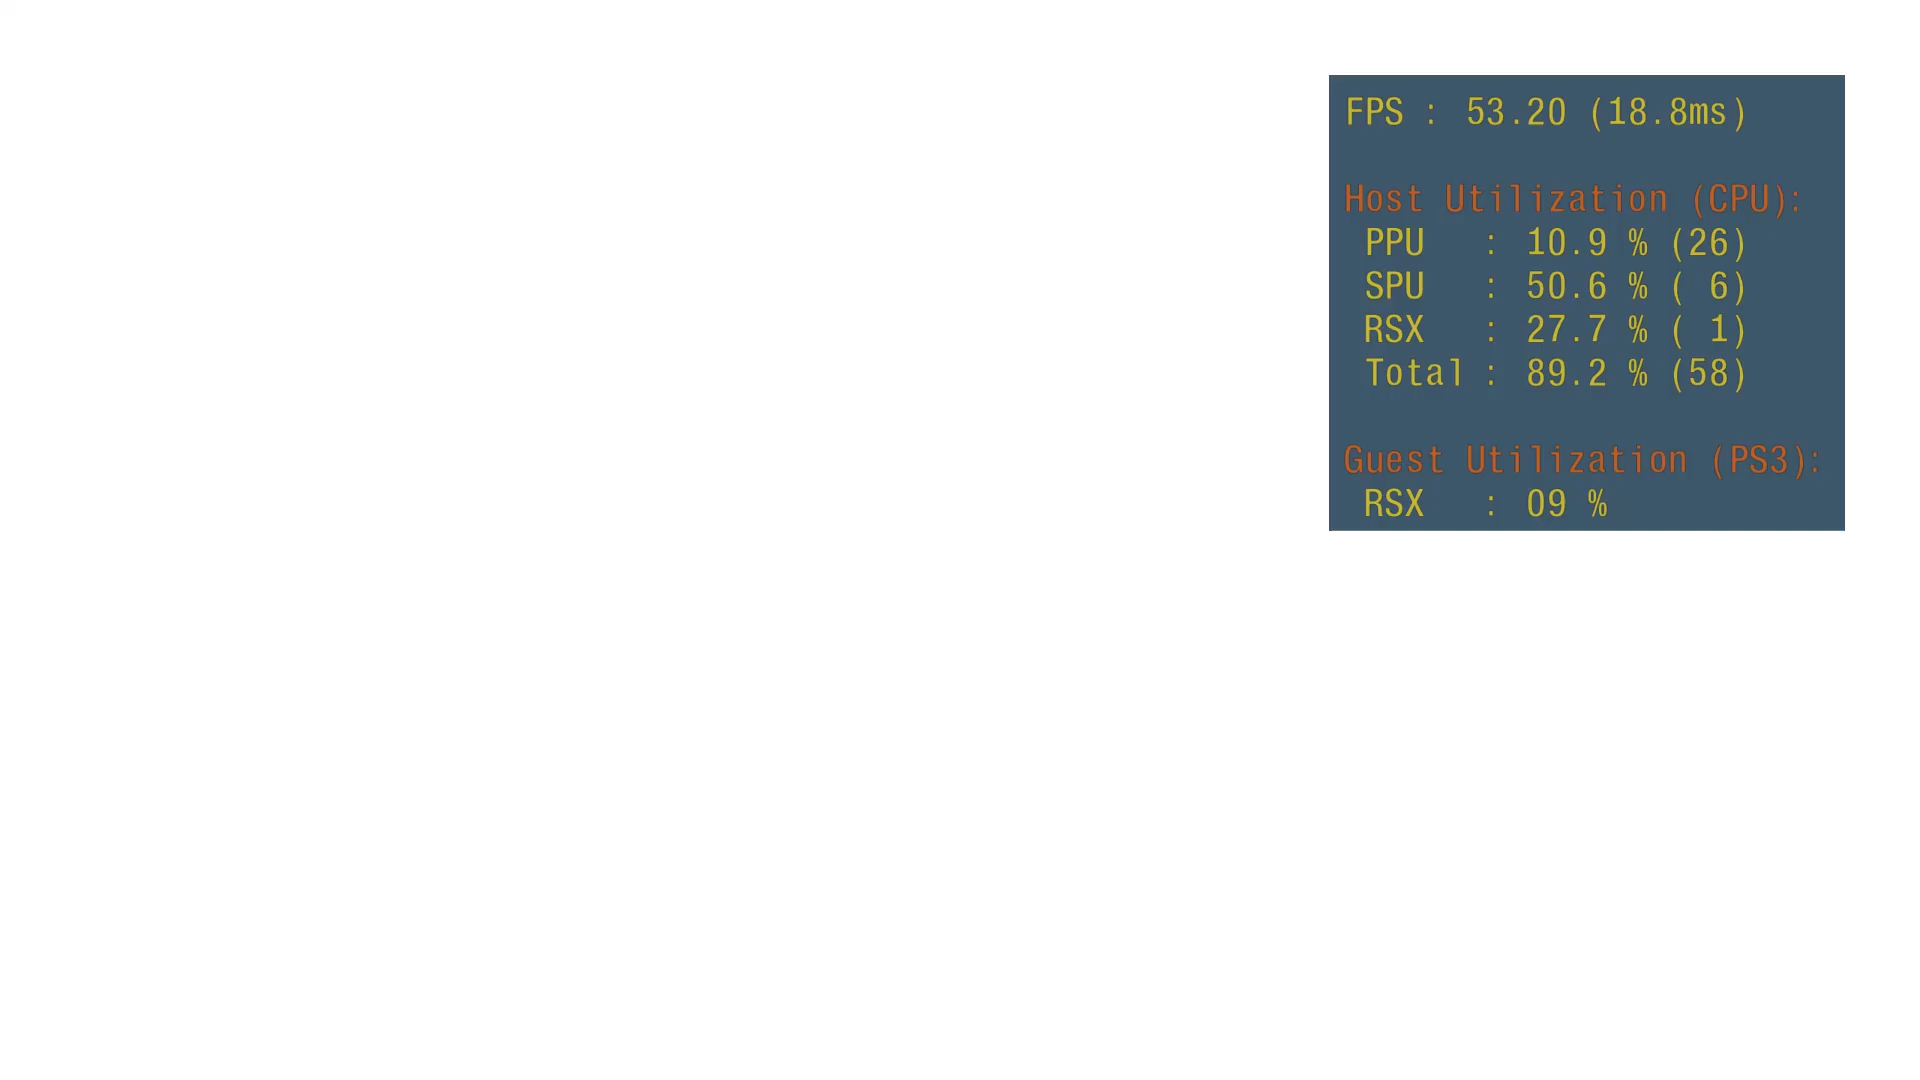 FPS : 53.20 (18.8ms)
Host Utilization (CPU):
PPU : 10.9 % (26)
SPU : 50.6 % ( 6)
RSX : 27.7 % ( 1)
Total : 89.2 % (58)
Guest Utilization (PS3):
RSX : 09 %